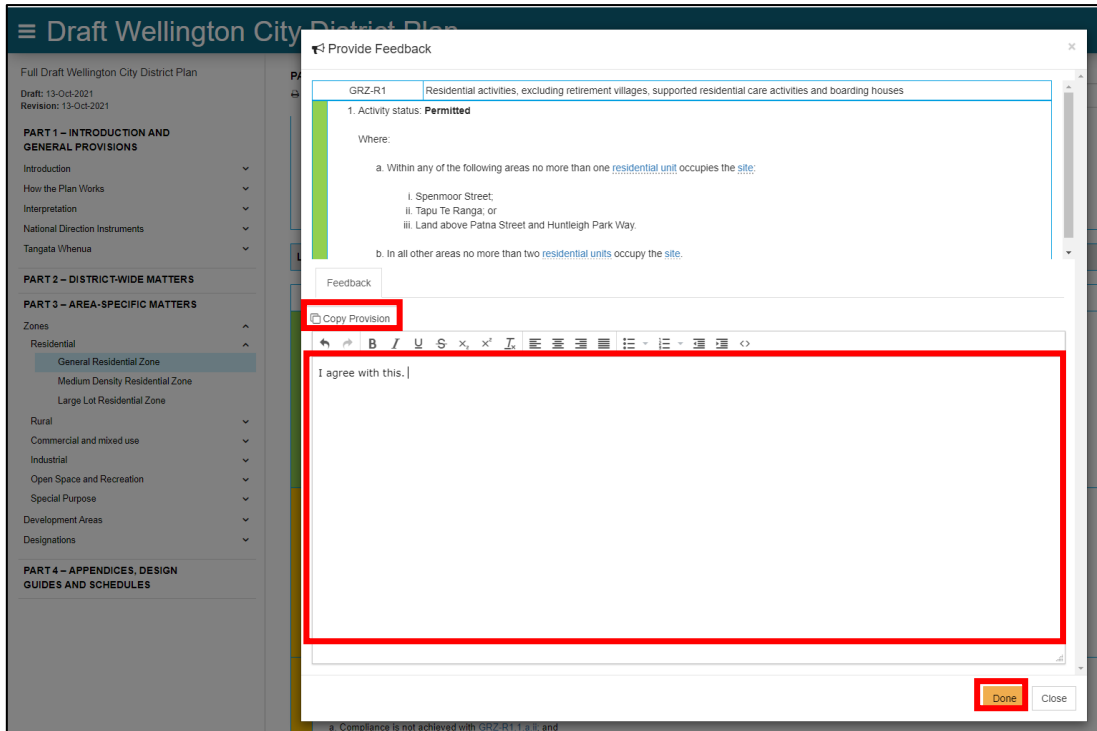 ≡ Draft Wellington City District Plan
Full Draft Wellington City District Plan
Draft: 13-Oct-2021
Revision: 13-Oct-2021
PART 1 – INTRODUCTION AND
GENERAL PROVISIONS
Introduction
How the Plan Works
Interpretation
National Direction Instruments
Tangata Whenua
PART 2 – DISTRICT-WIDE MATTERS
PART 3 – AREA-SPECIFIC MATTERS
Zones
Residential
General Residential Zone
Medium Density Residential Zone
Large Lot Residential Zone
Rural
Commercial and mixed use
Industrial
Open Space and Recreation
Special Purpose
Development Areas
Designations
PART 4 – APPENDICES, DESIGN
GUIDES AND SCHEDULES
Provide Feedback
×
GRZ-R1 Residential activities, excluding retirement villages, supported residential care activities and boarding houses
1. Activity status: Permitted
Where:
a. Within any of the following areas no more than one residential unit occupies the site:
i. Spenmoor Street;
ii. Tapu Te Ranga; or
iii. Land above Patna Street and Huntleigh Park Way.
b. In all other areas no more than two residential units occupy the site.
Feedback
Copy Provision
B I U S x₂ x² Tx
I agree with this.
Done Close
a. Compliance is not achieved with GRZ-R1.1.a.ii; and